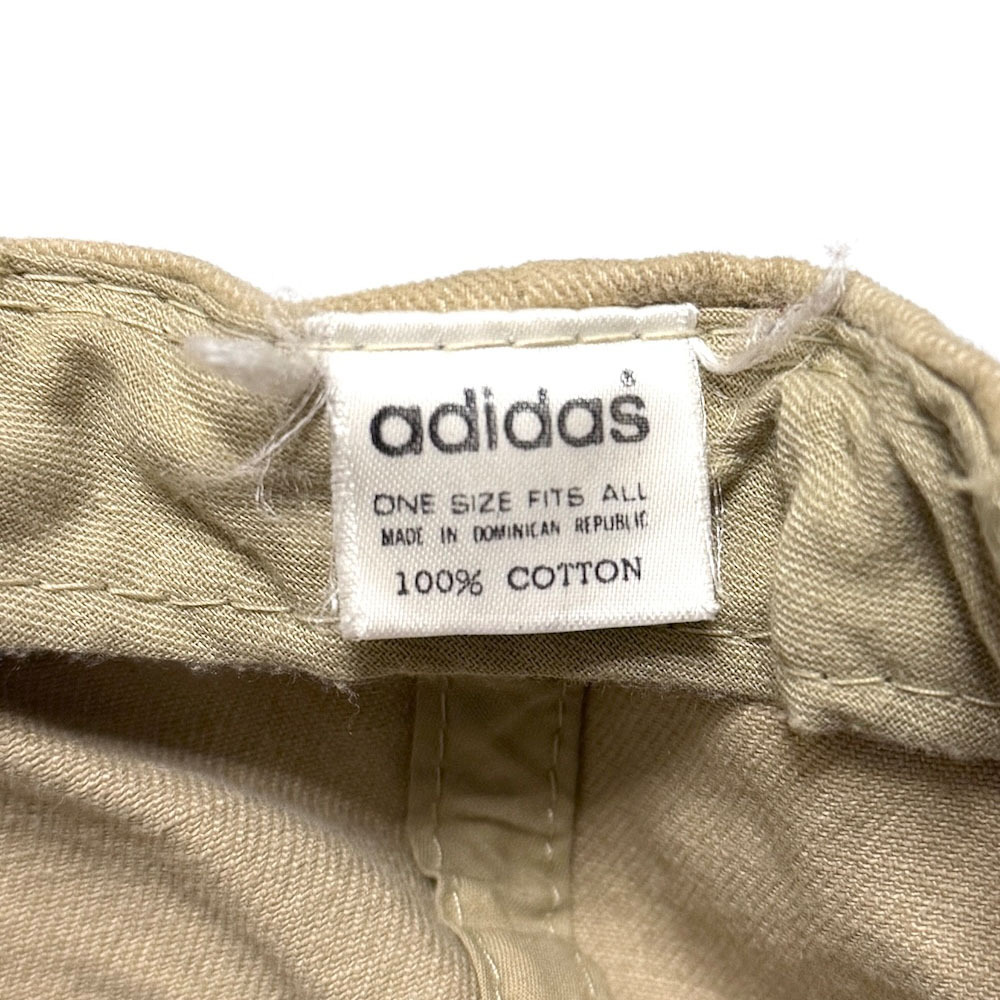 adidas®
ONE SIZE FITS ALL
MADE IN DOMINICAN REPUBLIC
100% COTTON